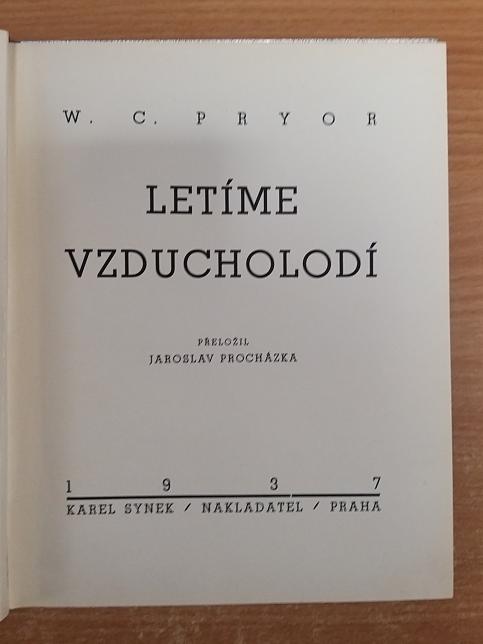 W. C. PRYOR
LETÍME
VZDUCHOLODÍ
PŘELOŽIL
JAROSLAV PROCHÁZKA
1937
KAREL SYNEK / NAKLADATEL / PRAHA